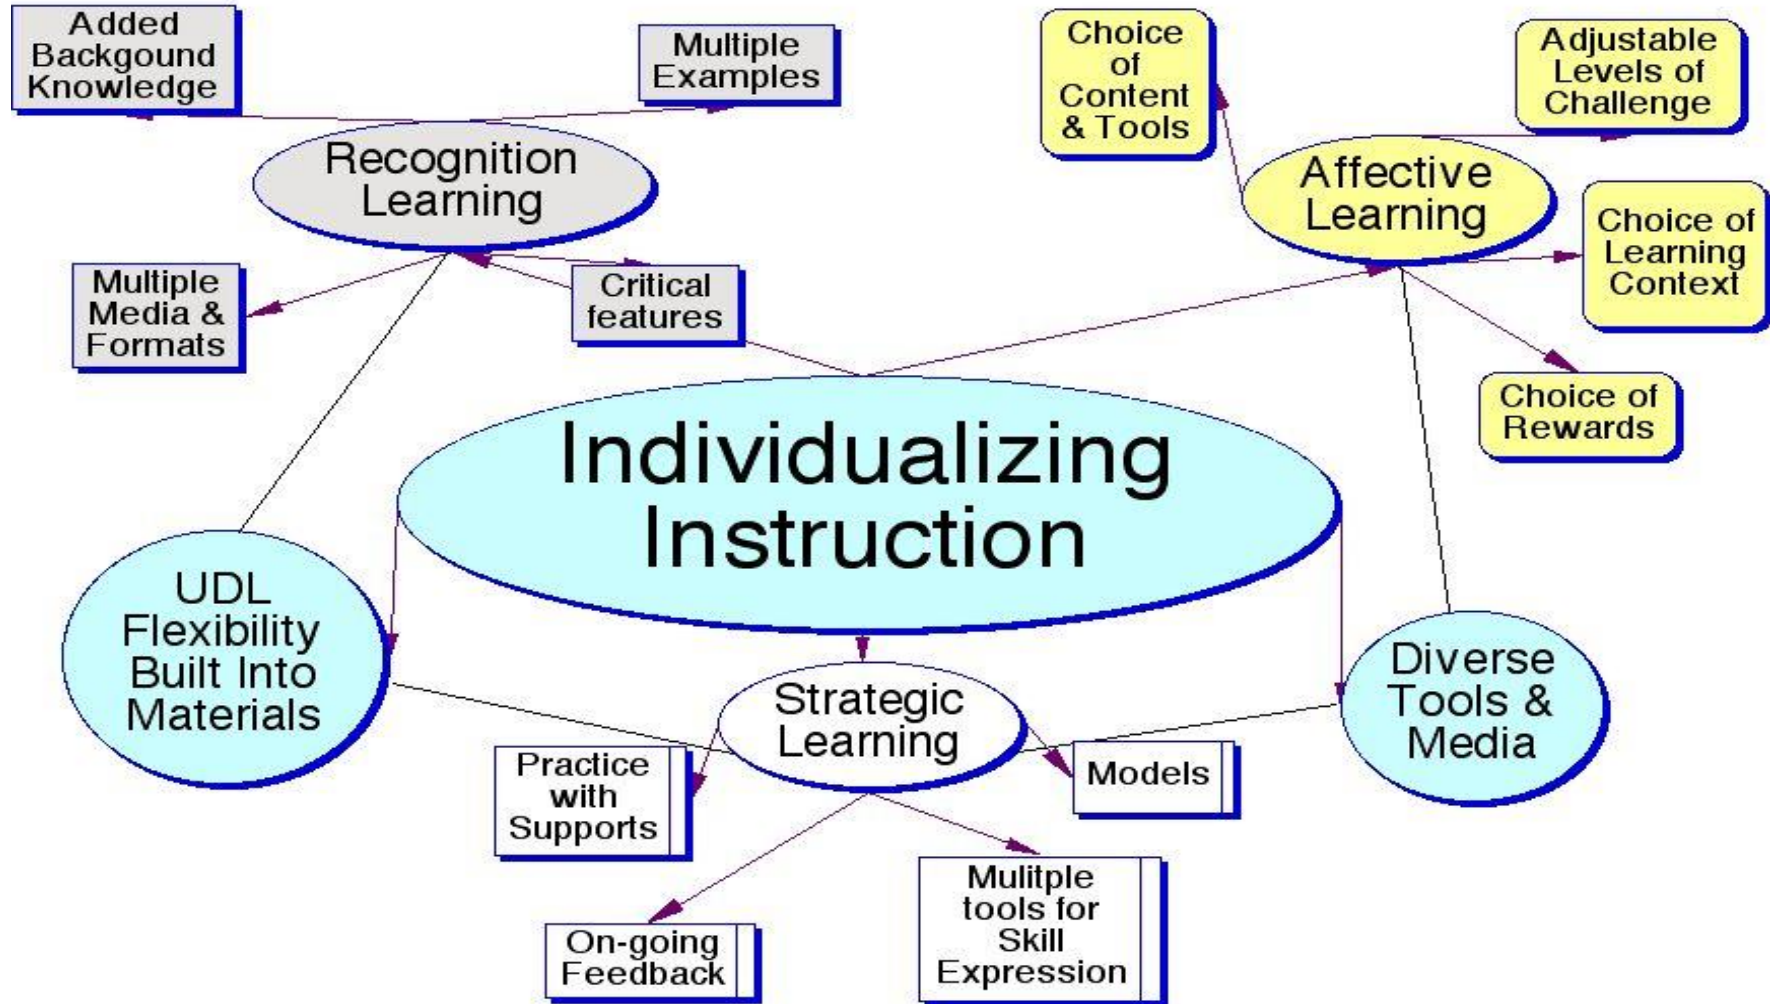 Added
Backgound
Knowledge
Multiple
Examples
Recognition
Learning
Multiple
Media &
Formats
Critical
features
Choice
of
Content
& Tools
Adjustable
Levels of
Challenge
Affective
Learning
Choice of
Learning
Context
Choice of
Rewards
Individualizing
Instruction
UDL
Flexibility
Built Into
Materials
Strategic
Learning
Diverse
Tools &
Media
Practice
with
Supports
Models
On-going
Feedback
Mulitple
tools for
Skill
Expression